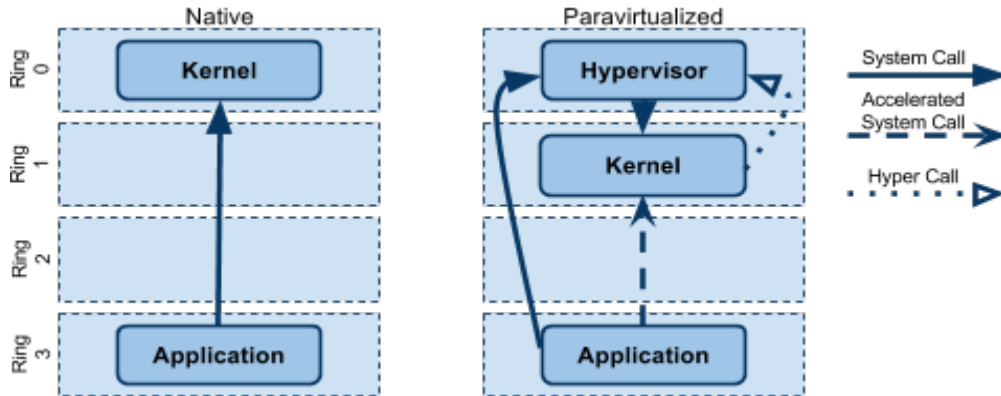 Native
Paravirtualized
Ring
0
Kernel
Hypervisor
System Call
Accelerated
System Call
Ring
1
Kernel
Hyper Call
Ring
2
Ring
3
Application
Application